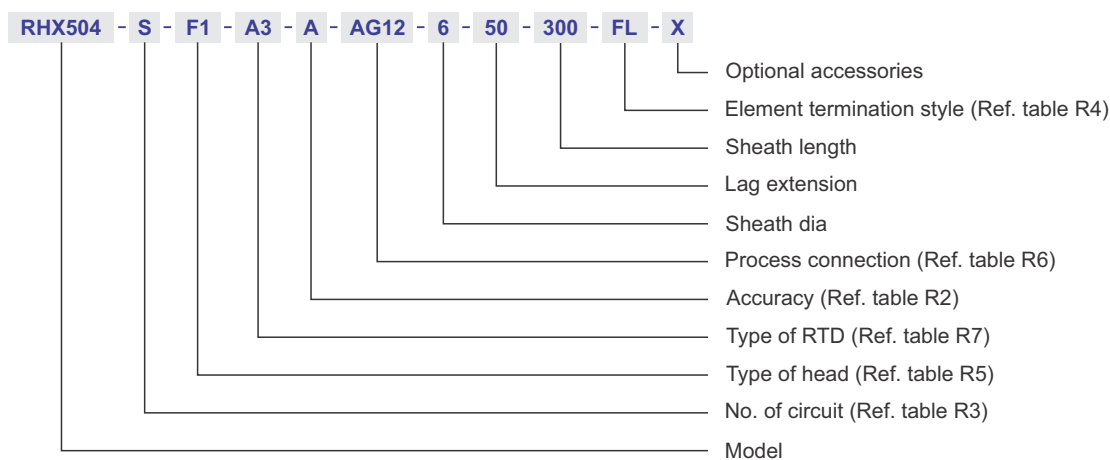 RHX504 - S - F1 - A3 - A - AG12 - 6 - 50 - 300 - FL - X
Optional accessories
Element termination style (Ref. table R4)
Sheath length
Lag extension
Sheath dia
Process connection (Ref. table R6)
Accuracy (Ref. table R2)
Type of RTD (Ref. table R7)
Type of head (Ref. table R5)
No. of circuit (Ref. table R3)
Model